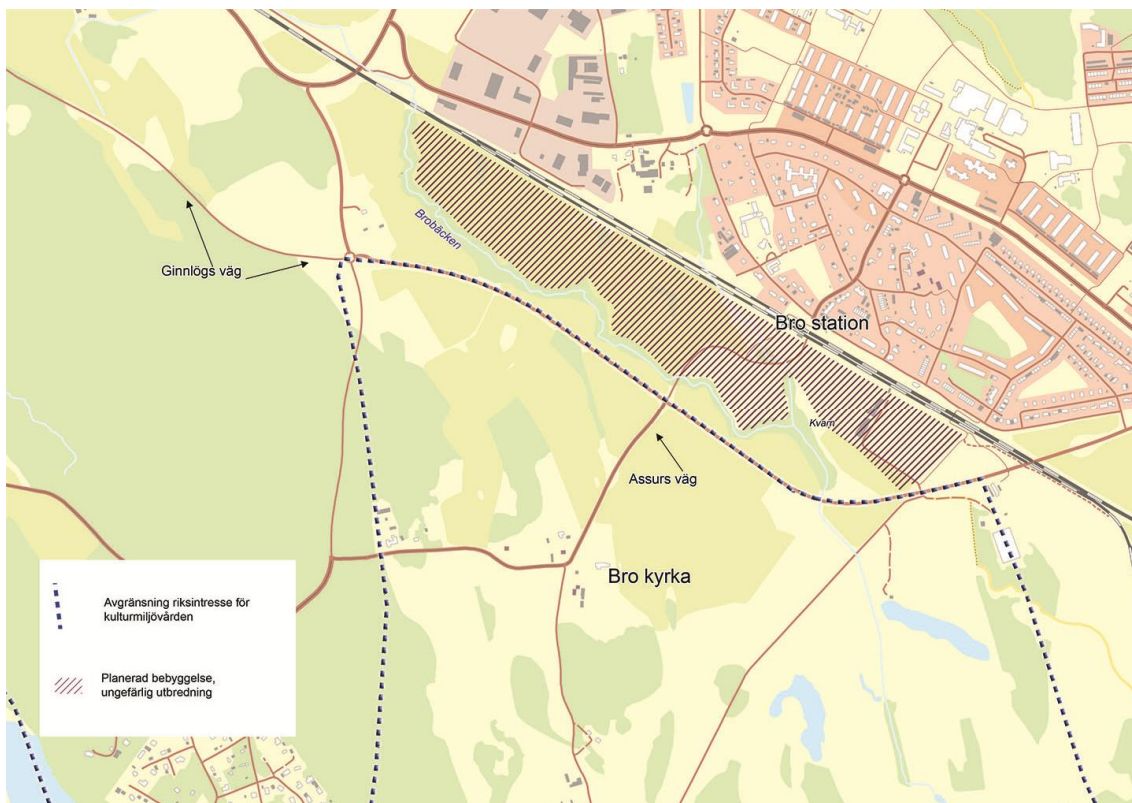 Brobäcken
Ginnlögs väg
Bro station
Kvarn
Assurs väg
Bro kyrka
Avgränsning riksintresse för
kulturmiljövården
Planerad bebyggelse,
ungefärlig utbredning